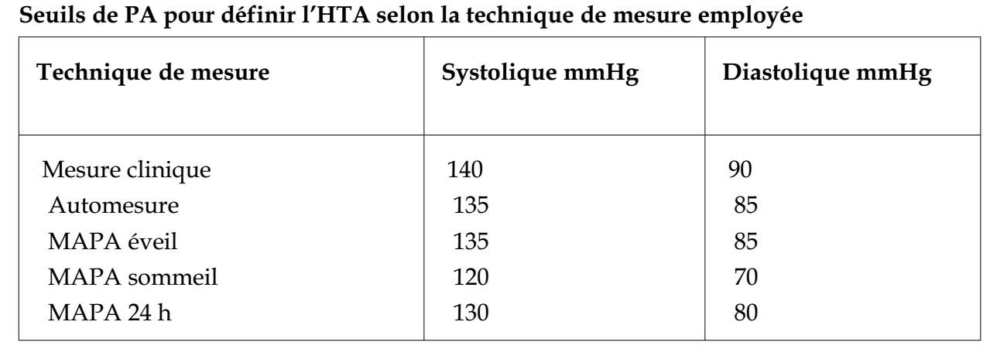 Seuils de PA pour définir l’HTA selon la technique de mesure employée
Technique de mesure Systolique mmHg Diastolique mmHg
Mesure clinique 140 90
Automesure 135 85
MAPA éveil 135 85
MAPA sommeil 120 70
MAPA 24 h 130 80